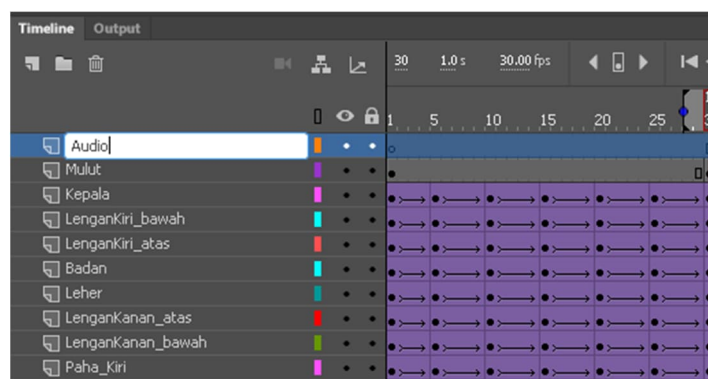 Timeline Output
30 1.0 s 30.00 fps
1 5 10 15 20 25
Audio
Mulut
Kepala
LenganKiri_bawah
LenganKiri_atas
Badan
Leher
LenganKanan_atas
LenganKanan_bawah
Paha_Kiri